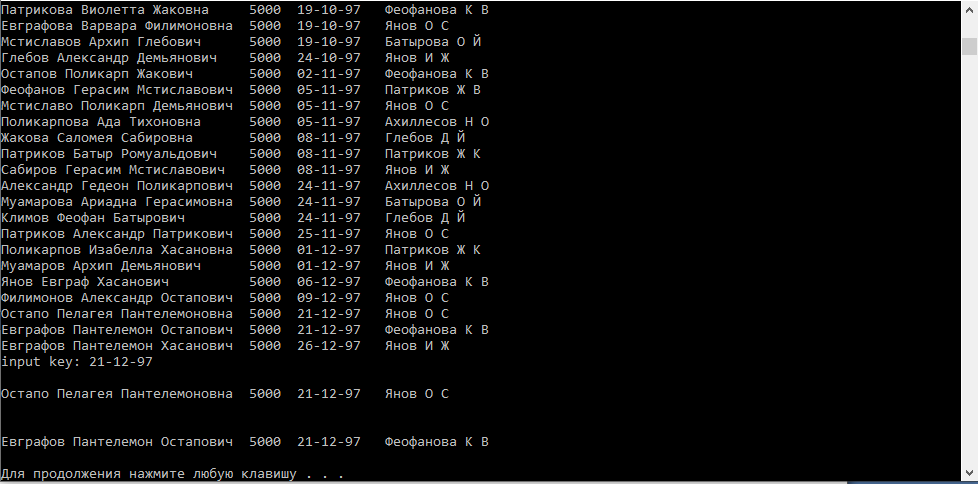 Патрикова Виолетта Жаковна 5000 19-10-97 Феофанова К В
Евграфова Варвара Филимоновна 5000 19-10-97 Янов О С
Мстиславов Архип Глебович 5000 19-10-97 Батырова О Й
Глебов Александр Демьянович 5000 24-10-97 Янов И Ж
Остапов Поликарп Жакович 5000 02-11-97 Феофанова К В
Феофанов Герасим Мстиславович 5000 05-11-97 Патриков Ж В
Мстиславо Поликарп Демьянович 5000 05-11-97 Янов О С
Поликарпова Ада Тихоновна 5000 05-11-97 Ахиллесов Н О
Жакова Саломея Сабировна 5000 08-11-97 Глебов Д Й
Патриков Батыр Ромуальдович 5000 08-11-97 Патриков Ж К
Сабиров Герасим Мстиславович 5000 08-11-97 Янов И Ж
Александр Гедеон Поликарпович 5000 24-11-97 Ахиллесов Н О
Муамарова Ариадна Герасимовна 5000 24-11-97 Батырова О Й
Климов Феофан Батырович 5000 24-11-97 Глебов Д Й
Патриков Александр Патрикович 5000 25-11-97 Янов О С
Поликарпов Изабелла Хасановна 5000 01-12-97 Патриков Ж К
Муамаров Архип Демьянович 5000 01-12-97 Янов И Ж
Янов Евграф Хасанович 5000 06-12-97 Феофанова К В
Филимонов Александр Остапович 5000 09-12-97 Янов О С
Остапо Пелагея Пантелемоновна 5000 21-12-97 Янов О С
Евграфов Пантелемон Остапович 5000 21-12-97 Феофанова К В
Евграфов Пантелемон Хасанович 5000 26-12-97 Янов И Ж
input key: 21-12-97
Остапо Пелагея Пантелемоновна 5000 21-12-97 Янов О С
Евграфов Пантелемон Остапович 5000 21-12-97 Феофанова К В
Для продолжения нажмите любую клавишу . . .